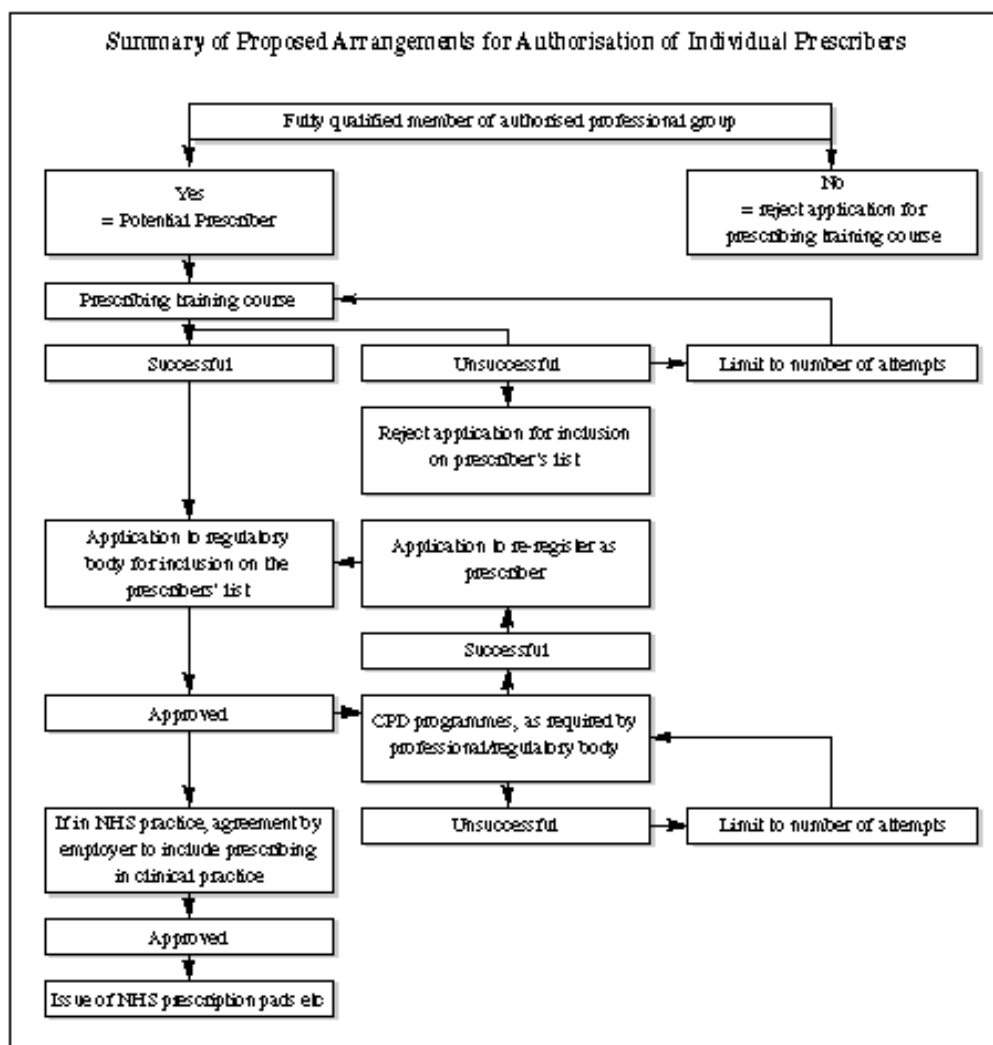 Summary of Proposed Arrangements for Authorisation of Individual Prescribers
Fully qualified member of authorised professional group
Yes
= Potential Prescriber
No
= reject application for
prescribing training course
Prescribing training course
Successful
Unsuccessful
Limit to number of attempts
Reject application for inclusion
on prescriber's list
Application to regulatory
body for inclusion on the
prescribers' list
Application to re-register as
prescriber
Successful
Approved
CPD programmes, as required by
professional/regulatory body
If in NHS practice, agreement by
employer to include prescribing
in clinical practice
Unsuccessful
Limit to number of attempts
Approved
Issue of NHS prescription pads etc